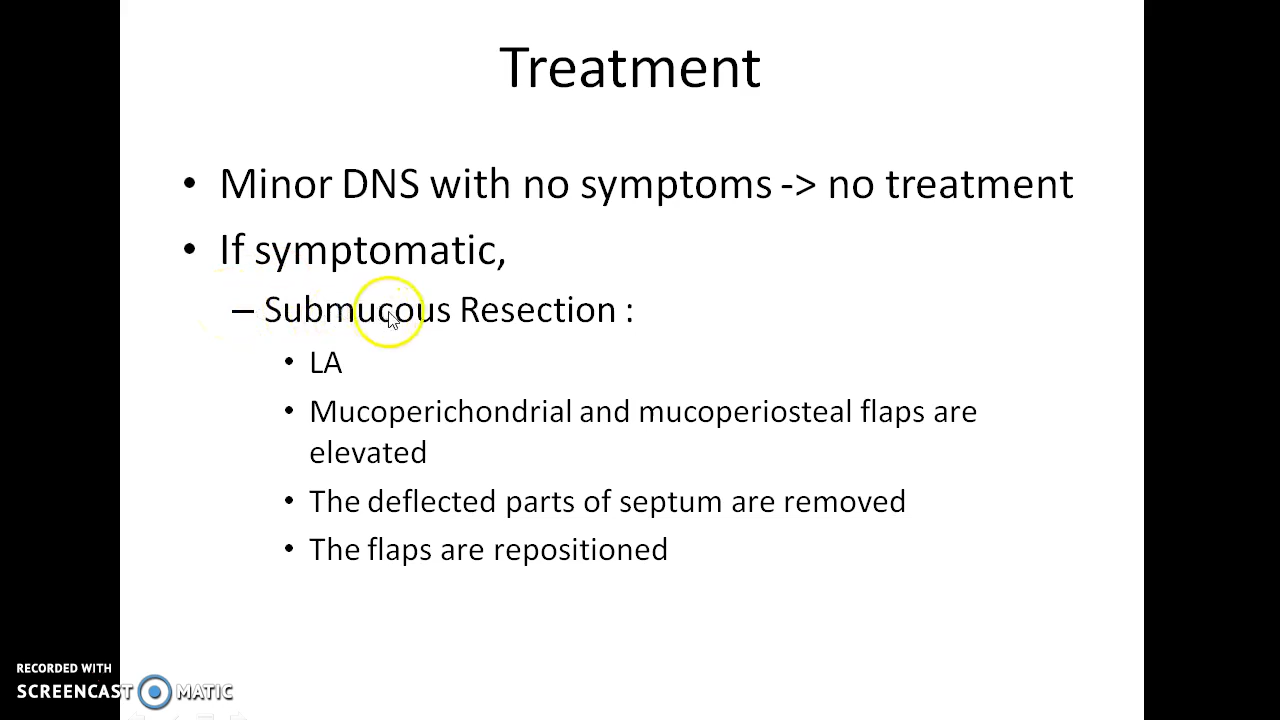 Treatment
• Minor DNS with no symptoms -> no treatment
• If symptomatic,
– Submucous Resection :
• LA
• Mucoperichondrial and mucoperiosteal flaps are
elevated
• The deflected parts of septum are removed
• The flaps are repositioned
RECORDED WITH
SCREENCAST MATIC